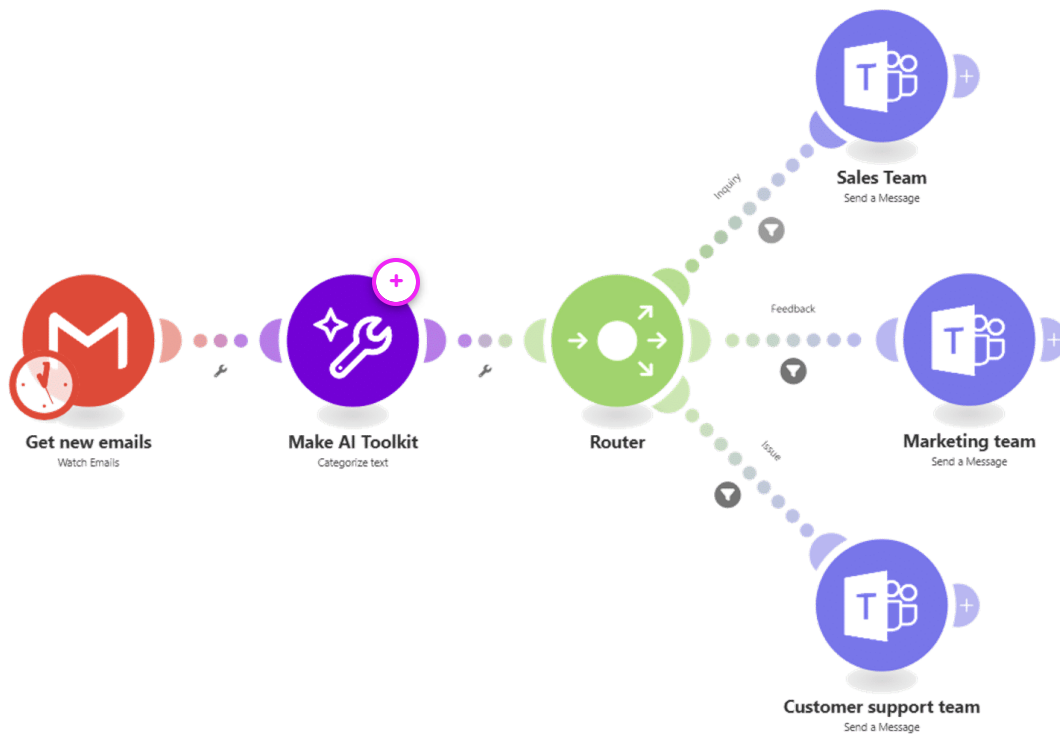 Sales Team
Send a Message
Inquiry
Get new emails
Watch Emails
Make AI Toolkit
Categorize text
Router
Feedback
Marketing team
Send a Message
Issue
Customer support team
Send a Message